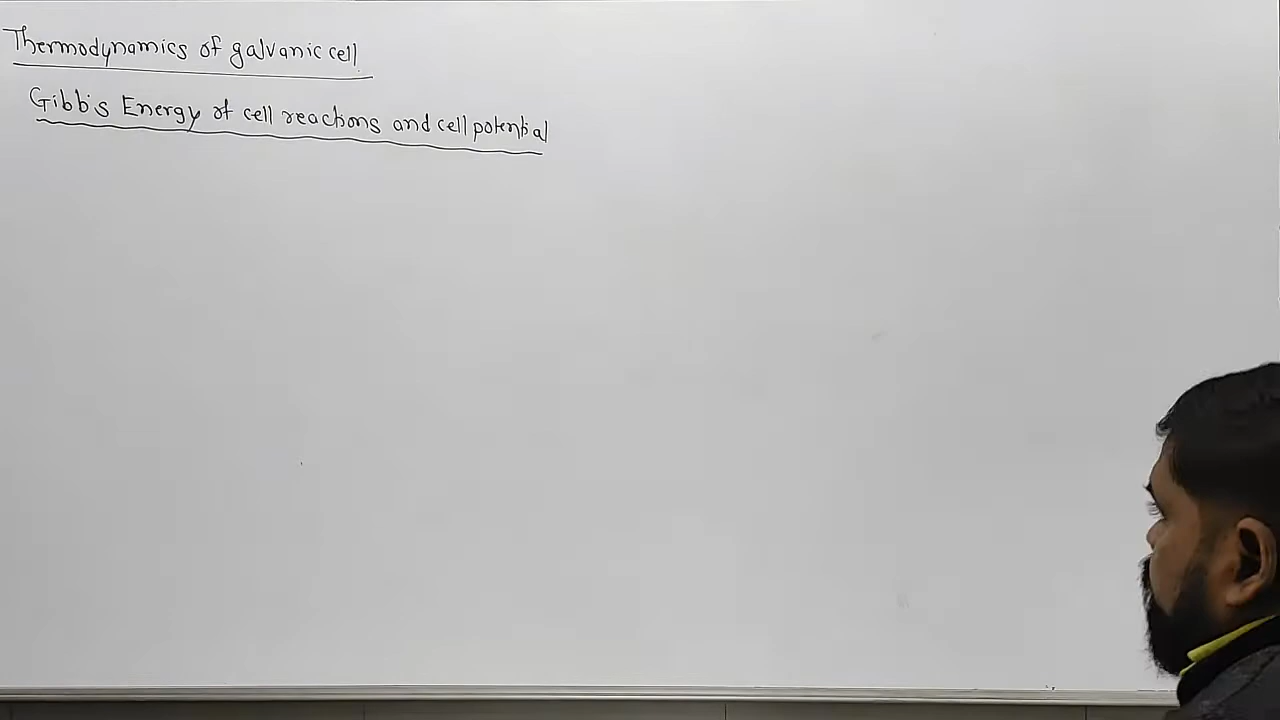 Thermodynamics of galvanic cell
Gibb's Energy of cell reactions and cell potential